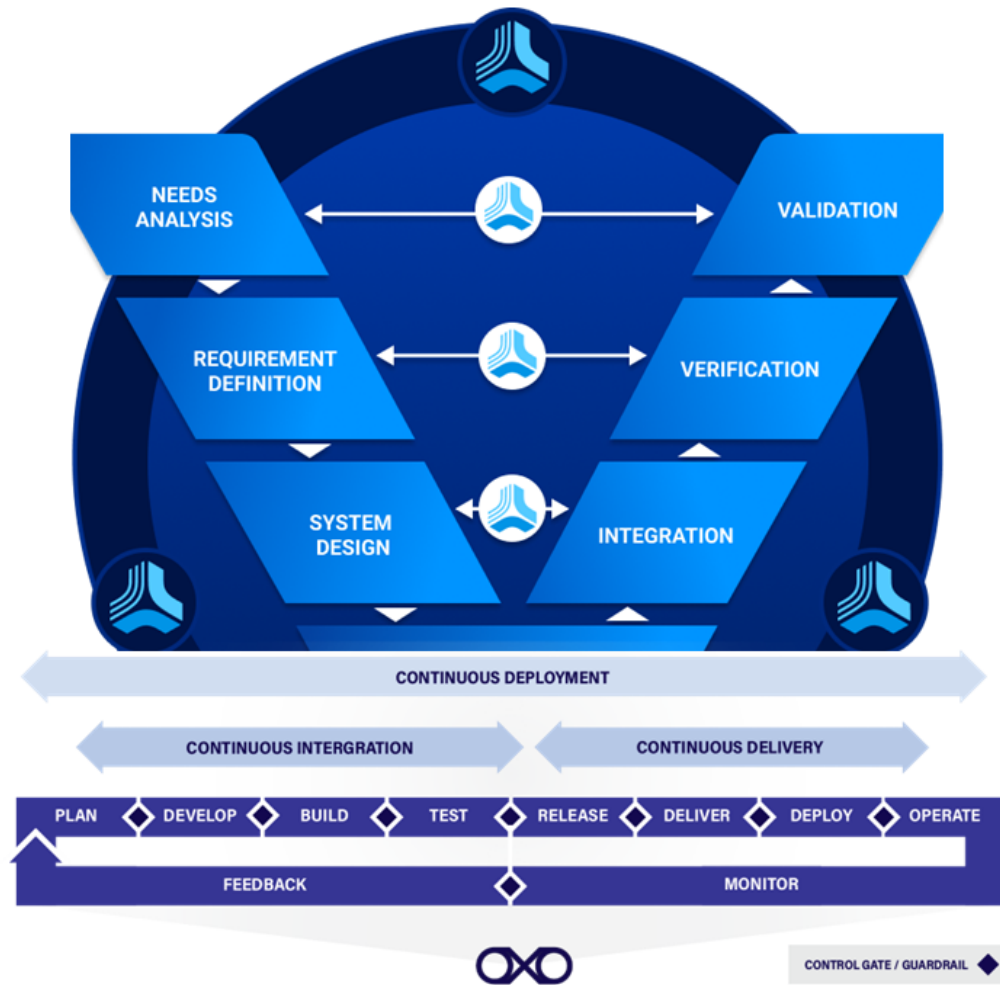 NEEDS
ANALYSIS
VALIDATION
REQUIREMENT
DEFINITION
VERIFICATION
SYSTEM
DESIGN
INTEGRATION
CONTINUOUS DEPLOYMENT
CONTINUOUS INTERGRATION
CONTINUOUS DELIVERY
PLAN
DEVELOP
BUILD
TEST
RELEASE
DELIVER
DEPLOY
OPERATE
FEEDBACK
MONITOR
CONTROL GATE / GUARDRAIL